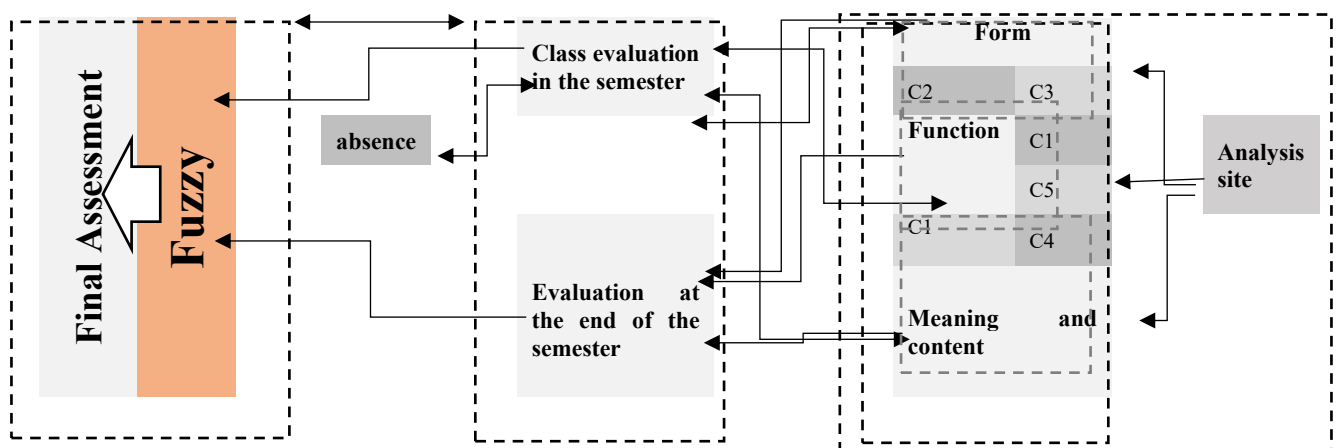 Final Assessment
Fuzzy
absence
Class evaluation
in the semester
Evaluation at
the end of the
semester
Form
C2
C3
Function
C1
C5
C1
C4
Meaning and
content
Analysis
site